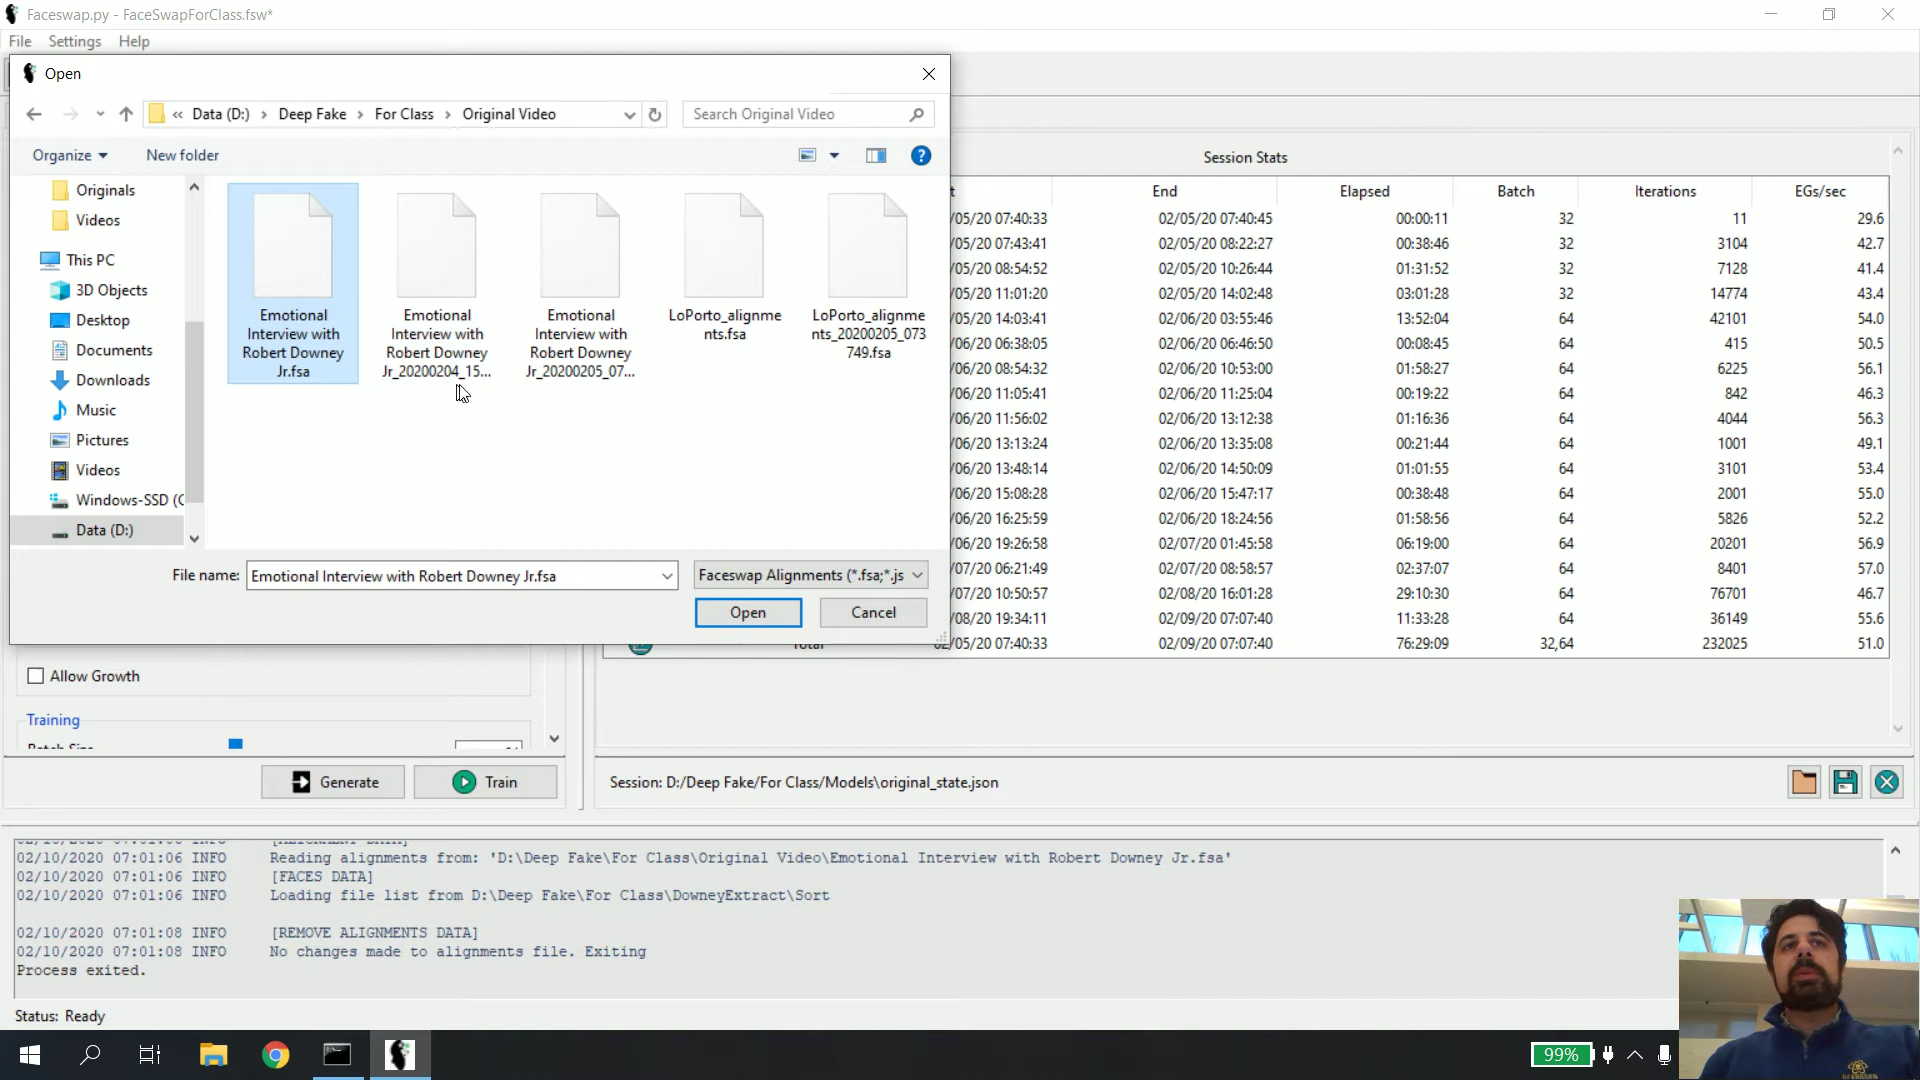 Faceswap.py - FaceSwapForClass.fsw*
File Settings Help
Open
« Data (D:) > Deep Fake > For Class > Original Video
Search Original Video
Organize New folder
Originals
Videos
This PC
3D Objects
Desktop
Documents
Downloads
Music
Pictures
Videos
Windows-SSD (C
Data (D:)
Emotional
Interview with
Robert Downey
Jr.fsa
Emotional
Interview with
Robert Downey
Jr_20200204_15...
Emotional
Interview with
Robert Downey
Jr_20200205_07...
LoPorto_alignme
nts.fsa
LoPorto_alignme
nts_20200205_073
749.fsa
File name: Emotional Interview with Robert Downey Jr.fsa
Faceswap Alignments (*.fsa;*.js
Open Cancel
Session Stats
t End Elapsed Batch Iterations EGs/sec
/05/20 07:40:33 02/05/20 07:40:45 00:00:11 32 11 29.6
/05/20 07:43:41 02/05/20 08:22:27 00:38:46 32 3104 42.7
/05/20 08:54:52 02/05/20 10:26:44 01:31:52 32 7128 41.4
/05/20 11:01:20 02/05/20 14:02:48 03:01:28 32 14774 43.4
/05/20 14:03:41 02/06/20 03:55:46 13:52:04 32 42101 54.0
/06/20 06:38:05 02/06/20 06:46:50 00:08:45 64 415 50.5
/06/20 08:54:32 02/06/20 10:53:00 01:58:27 64 6225 56.1
/06/20 11:05:41 02/06/20 11:25:04 00:19:22 64 842 46.3
/06/20 11:56:02 02/06/20 13:12:38 01:16:36 64 4044 56.3
/06/20 13:13:24 02/06/20 13:35:08 00:21:44 64 1001 49.1
/06/20 13:48:14 02/06/20 14:50:09 01:01:55 64 3101 53.4
/06/20 15:08:28 02/06/20 15:47:17 00:38:48 64 2001 55.0
/06/20 16:25:59 02/06/20 18:24:56 01:58:56 64 5826 52.2
/06/20 19:26:58 02/07/20 01:45:58 06:19:00 64 20201 56.9
/07/20 06:21:49 02/07/20 08:58:57 02:37:07 64 8401 57.0
/07/20 10:50:57 02/08/20 16:01:28 29:10:30 64 76701 46.7
/08/20 19:34:11 02/09/20 07:07:40 11:33:28 64 36149 55.6
Total 02/05/20 07:40:33 02/09/20 07:07:40 76:29:09 32,64 232025 51.0
Allow Growth
Training
Batch Size
Generate Train
Session: D:/Deep Fake/For Class/Models\original_state.json
02/10/2020 07:01:06 INFO [ALIGNMENT DATA]
02/10/2020 07:01:06 INFO Reading alignments from: 'D:\Deep Fake\For Class\Original Video\Emotional Interview with Robert Downey Jr.fsa'
02/10/2020 07:01:06 INFO [FACES DATA]
02/10/2020 07:01:06 INFO Loading file list from D:\Deep Fake\For Class\DowneyExtract\Sort
02/10/2020 07:01:08 INFO [REMOVE ALIGNMENTS DATA]
02/10/2020 07:01:08 INFO No changes made to alignments file. Exiting
Process exited.
Status: Ready
99%